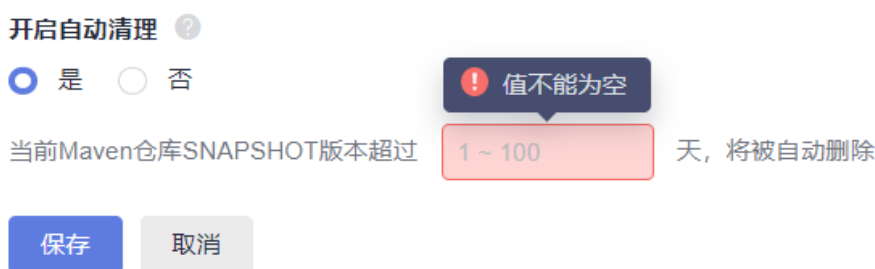 开启自动清理 ?
是 否
! 值不能为空
当前Maven仓库SNAPSHOT版本超过 1 ~ 100 天，将被自动删除
保存 取消